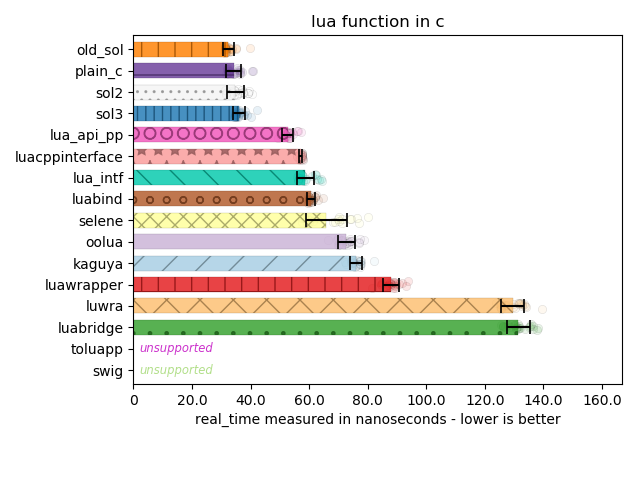 lua function in c
old_sol
plain_c
sol2
sol3
lua_api_pp
luacppinterface
lua_intf
luabind
selene
oolua
kaguya
luawrapper
luwra
luabridge
toluapp unsupported
swig unsupported
0 20.0 40.0 60.0 80.0 100.0 120.0 140.0 160.0
real_time measured in nanoseconds - lower is better